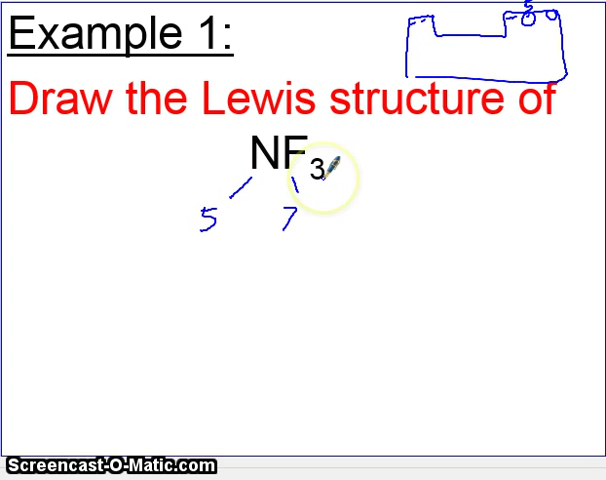 Example 1:
5
Draw the Lewis structure of
NF3
5 7
Screencast-O-Matic.com